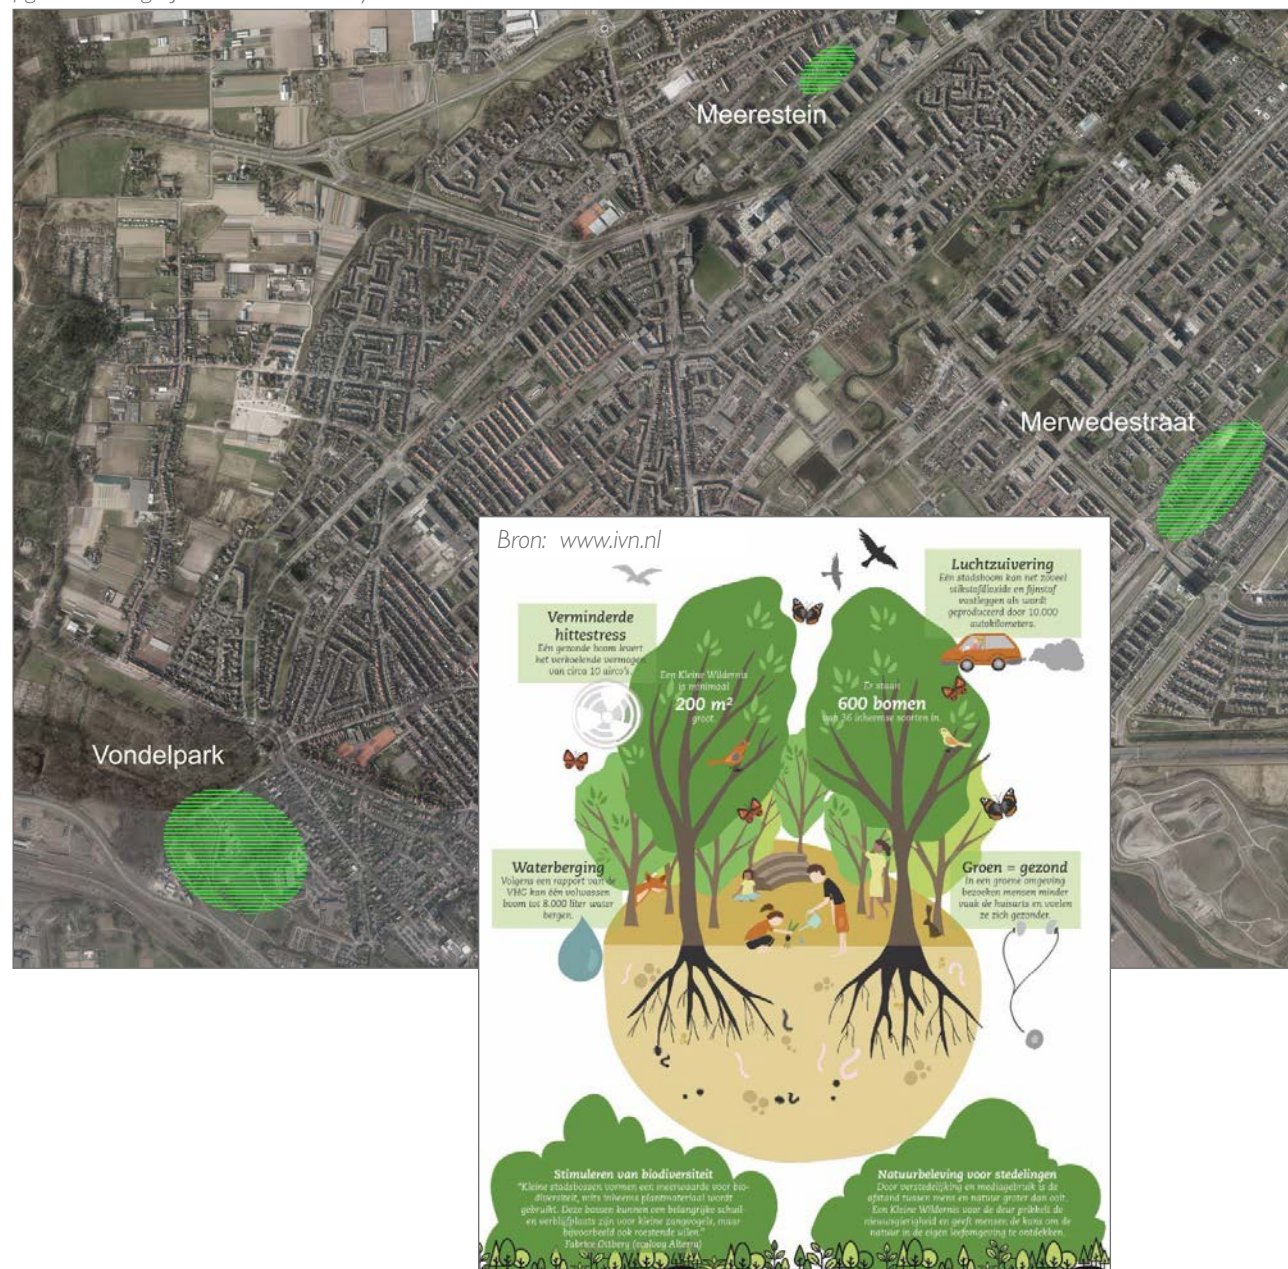 Meerestein
Merwedestraat
Vondelpark
Bron: www.ivn.nl
Luchtzuivering
Eén stadsboom kan net zoveel
stikstofdioxide en fijnstof
vastleggen als wordt
geproduceerd door 10.000
autokilometers.
Verminderde
hittestress
Eén gezonde boom levert
het verkoelende vermogen
van circa 10 airco's.
Een Kleine Wildernis
is minimaal
200 m²
groot.
Er staan
600 bomen
van 36 inheemse soorten in.
Waterberging
Volgens een rapport van de
VHG kan één volwassen
boom tot 8.000 liter water
bergen.
Groen = gezond
In een groene omgeving
bezoeken mensen minder
vaak de huisarts en voelen
ze zich gezonder.
Stimuleren van biodiversiteit
"Kleine stadsbossen vormen een meerwaarde voor bio-
diversiteit, mits inheems plantmateriaal wordt
gebruikt. Deze bossen kunnen een belangrijke schuil
en verblijfplaats zijn voor kleine zangvogels, maar
bijvoorbeeld ook roestende uilen."
Fabrice Ottburg (ecoloog Alterra)
Natuurbeleving voor stedelingen
Door verstedelijking en mediagebruik is de
afstand tussen mens en natuur groter dan ooit.
Een Kleine Wildernis voor de deur prikkelt de
nieuwsgierigheid en geeft mensen de kans om de
natuur in de eigen leefomgeving te ontdekken.